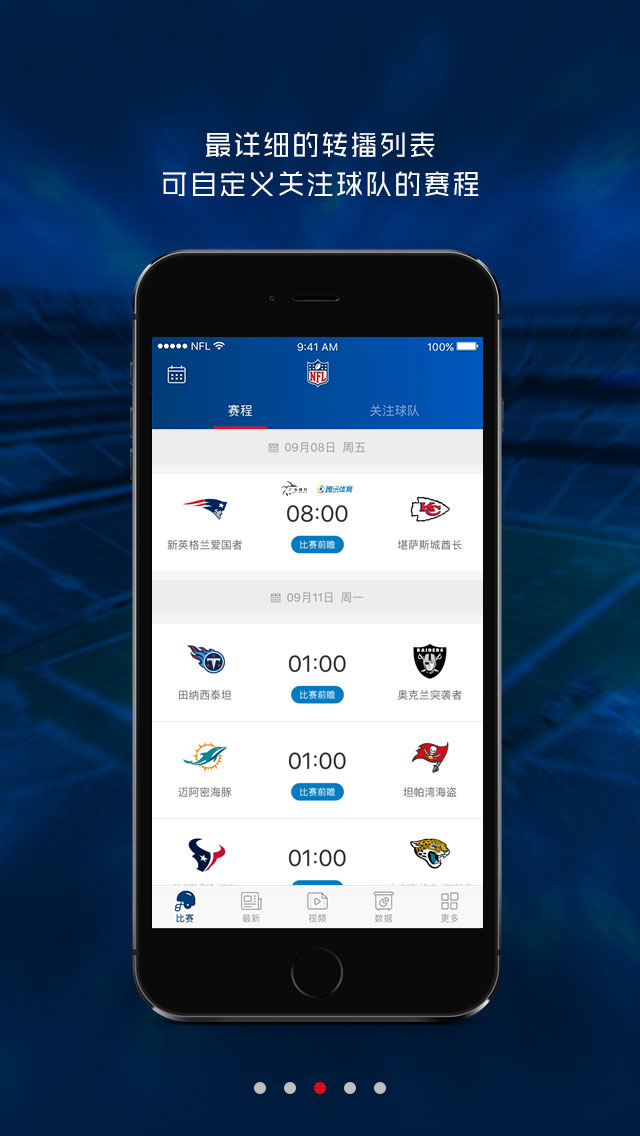 最详细的转播列表
可自定义关注球队的赛程
NFL 9:41 AM 100%
NFL
赛程 关注球队
09月08日 周五
腾讯体育
08:00
新英格兰爱国者 比赛前瞻 堪萨斯城酋长
KC
09月11日 周一
RAIDERS
01:00
田纳西泰坦 比赛前瞻 奥克兰突袭者
01:00
迈阿密海豚 比赛前瞻 坦帕湾海盗
01:00
比赛 最新 视频 数据 更多